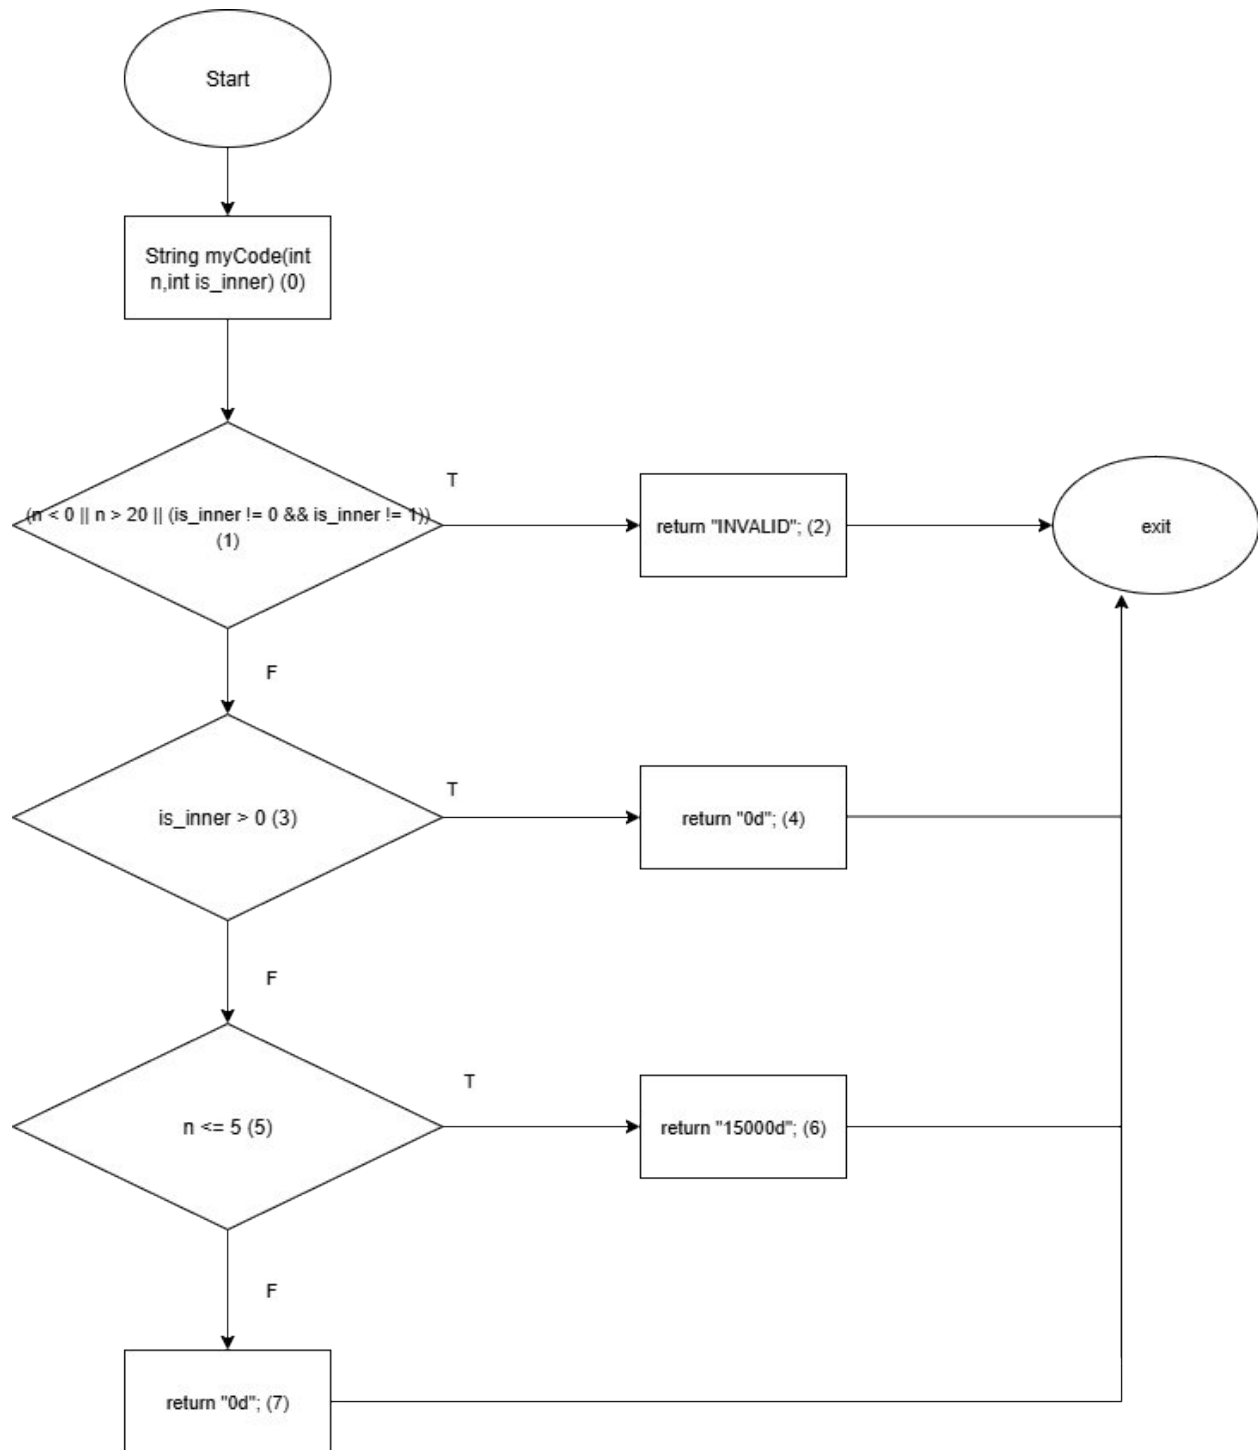 Start
String myCode(int
n,int is_inner) (0)
(n < 0 || n > 20 || (is_inner != 0 && is_inner != 1))
(1)
T
return "INVALID"; (2)
exit
F
is_inner > 0 (3)
T
return "0d"; (4)
F
n <= 5 (5)
T
return "15000d"; (6)
F
return "0d"; (7)